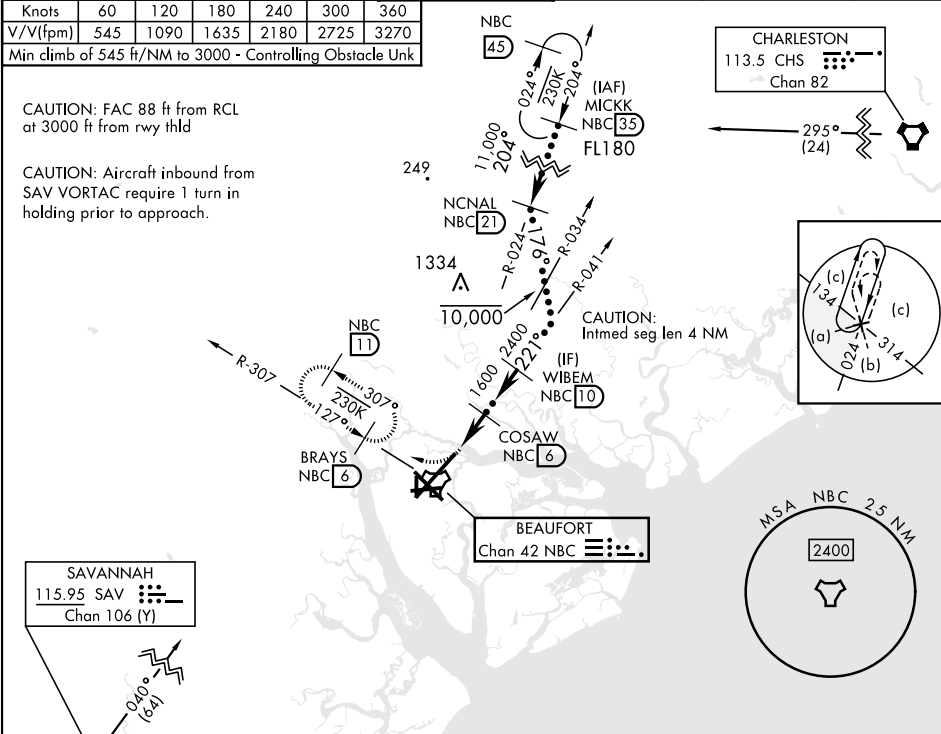 Knots 60 120 180 240 300 360
V/V(fpm) 545 1090 1635 2180 2725 3270
Min climb of 545 ft/NM to 3000 - Controlling Obstacle Unk
CAUTION: FAC 88 ft from RCL
at 3000 ft from rwy thld
CAUTION: Aircraft inbound from
SAV VORTAC require 1 turn in
holding prior to approach.
NBC
45
024°
230K
204°
(IAF)
MICKK
NBC 35
FL180
11,000
204°
CHARLESTON
113.5 CHS
Chan 82
295°
(24)
249
NCNAL
NBC 21
R-024
176°
R-034
R-041
1334
10,000
CAUTION:
Intmed seg len 4 NM
2400
221°
1600
(IF)
WIBEM
NBC 10
COSAW
NBC 6
NBC
11
R-307
307°
230K
127°
BRAYS
NBC 6
BEAUFORT
Chan 42 NBC
(c)
134
(c)
(a)
024
(b)
314
MSA NBC 25 NM
2400
SAVANNAH
115.95 SAV
Chan 106 (Y)
040°
(64)